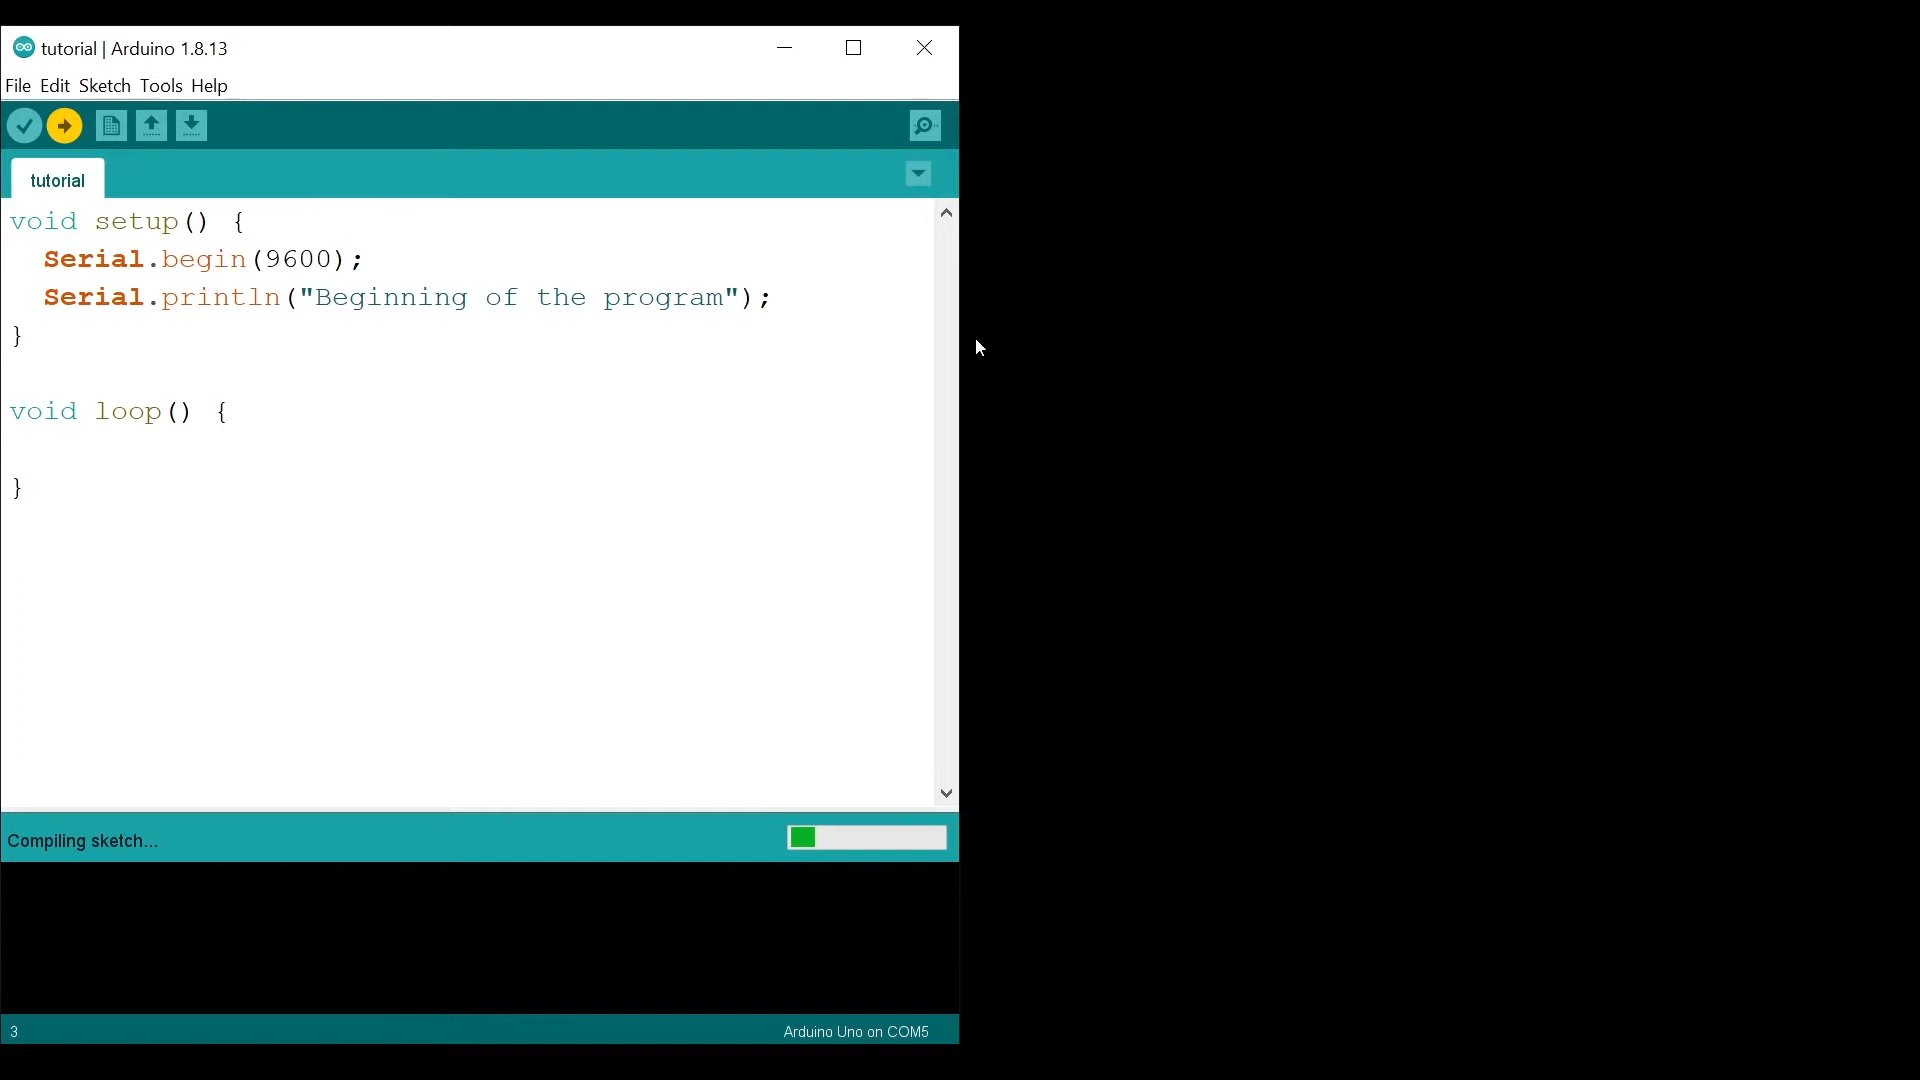 tutorial | Arduino 1.8.13
File Edit Sketch Tools Help
tutorial
void setup() {
  Serial.begin(9600);
  Serial.println("Beginning of the program");
}
void loop() {
}
Compiling sketch...
3
Arduino Uno on COM5